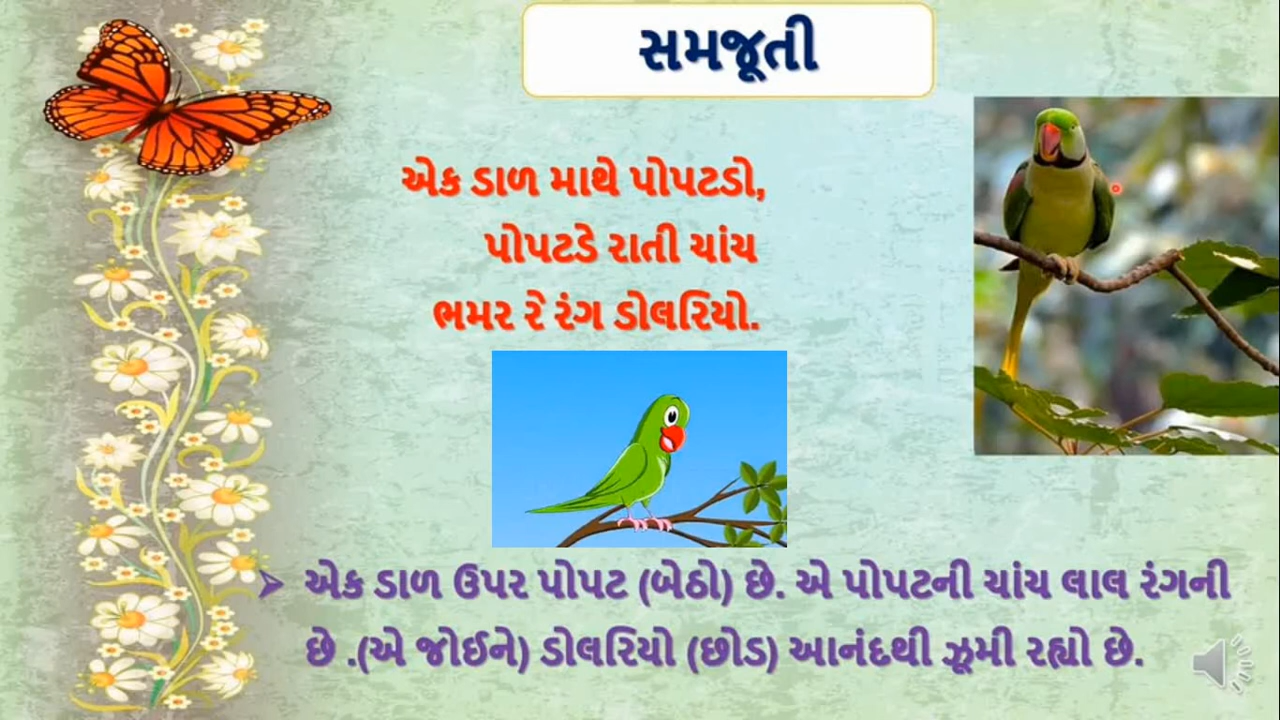 સમજૂતી
એક ડાળ માથે પોપટડો,
પોપટડે રાતી ચાંચ
ભમર રે રંગ ડોલરિયો.
➢ એક ડાળ ઉપર પોપટ (બેઠો) છે. એ પોપટની ચાંચ લાલ રંગની
છે .(એ જોઈને) ડોલરિયો (છોડ) આનંદથી ઝૂમી રહ્યો છે.